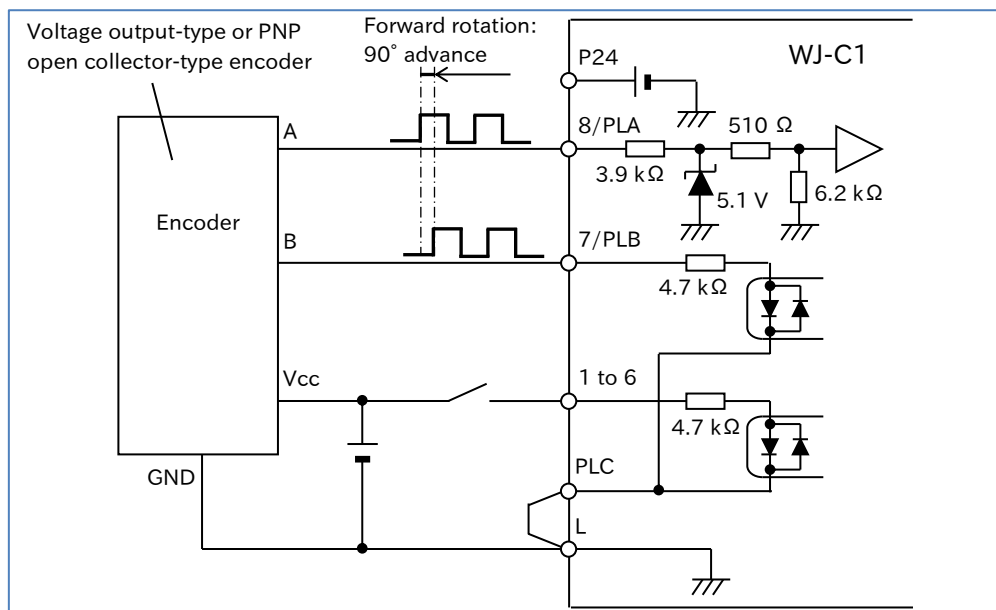 Voltage output-type or PNP
open collector-type encoder
Forward rotation:
90° advance
WJ-C1
P24
A
8/PLA
510 Ω
3.9 kΩ
5.1 V
6.2 kΩ
Encoder
B
7/PLB
4.7 kΩ
Vcc
1 to 6
4.7 kΩ
GND
PLC
L